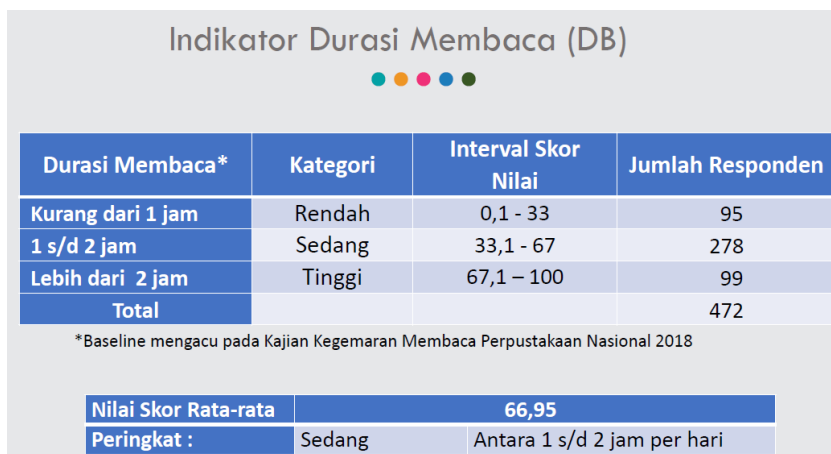 Indikator Durasi Membaca (DB)
Durasi Membaca* Kategori Interval Skor Nilai Jumlah Responden
Kurang dari 1 jam Rendah 0,1 - 33 95
1 s/d 2 jam Sedang 33,1 - 67 278
Lebih dari 2 jam Tinggi 67,1 – 100 99
Total 472
*Baseline mengacu pada Kajian Kegemaran Membaca Perpustakaan Nasional 2018
Nilai Skor Rata-rata 66,95
Peringkat : Sedang Antara 1 s/d 2 jam per hari